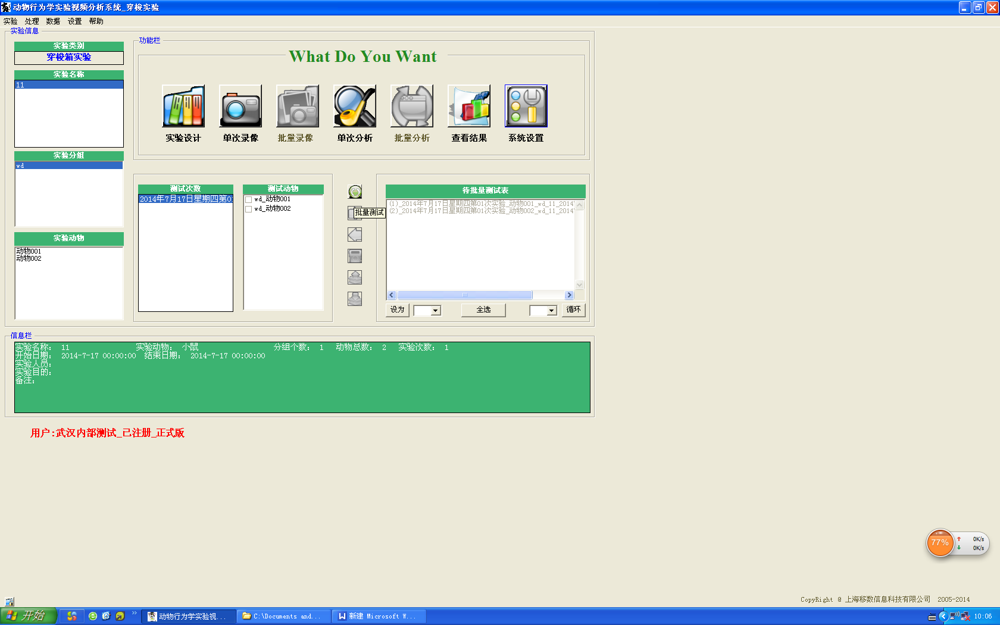 动物行为学实验视频分析系统_穿梭实验
实验 处理 数据 设置 帮助
实验信息
实验类别
穿梭箱实验
实验名称
11
实验分组
wd
实验动物
动物001
动物002
功能栏
What Do You Want
实验设计 单次录像 批量录像 单次分析 批量分析 查看结果 系统设置
测试次数
2014年7月17日星期四第0
测试动物
wd_动物001
wd_动物002
批量测试
待批量测试表
(1)_2014年7月17日星期四第01次实验_动物001_wd_11_2014
(2)_2014年7月17日星期四第01次实验_动物002_wd_11_2014
设为 全选 循环
信息栏
实验名称: 11 实验动物: 小鼠 分组个数: 1 动物总数: 2 实验次数: 1
开始日期: 2014-7-17 00:00:00 结束日期: 2014-7-17 00:00:00
实验人员:
实验目的:
备注:
用户:武汉内部测试_已注册_正式版
77%
0K/s
0K/s
CopyRight @ 上海移数信息科技有限公司 2005-2014
开始 动物行为学实验视... C:\Documents and... 新建 Microsoft W... 10:06